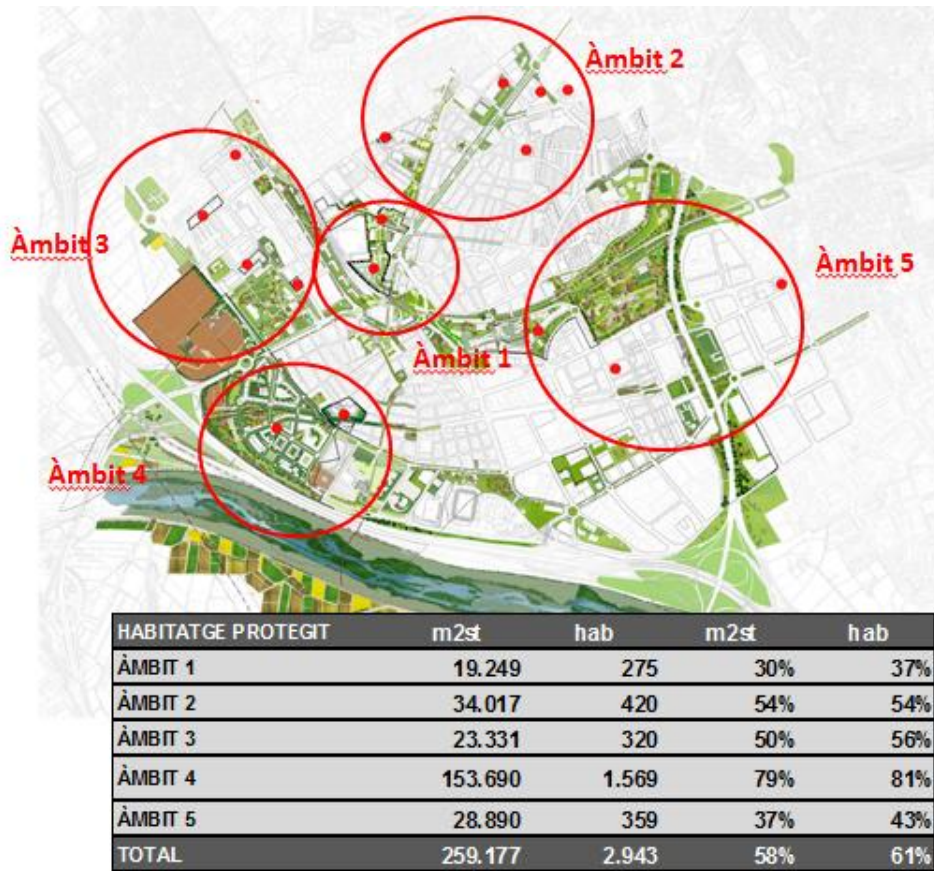 Àmbit 2
Àmbit 3
Àmbit 5
Àmbit 1
Àmbit 4
HABITATGE PROTEGIT m2st hab m2st hab
ÀMBIT 1 19.249 275 30% 37%
ÀMBIT 2 34.017 420 54% 54%
ÀMBIT 3 23.331 320 50% 56%
ÀMBIT 4 153.690 1.569 79% 81%
ÀMBIT 5 28.890 359 37% 43%
TOTAL 259.177 2.943 58% 61%